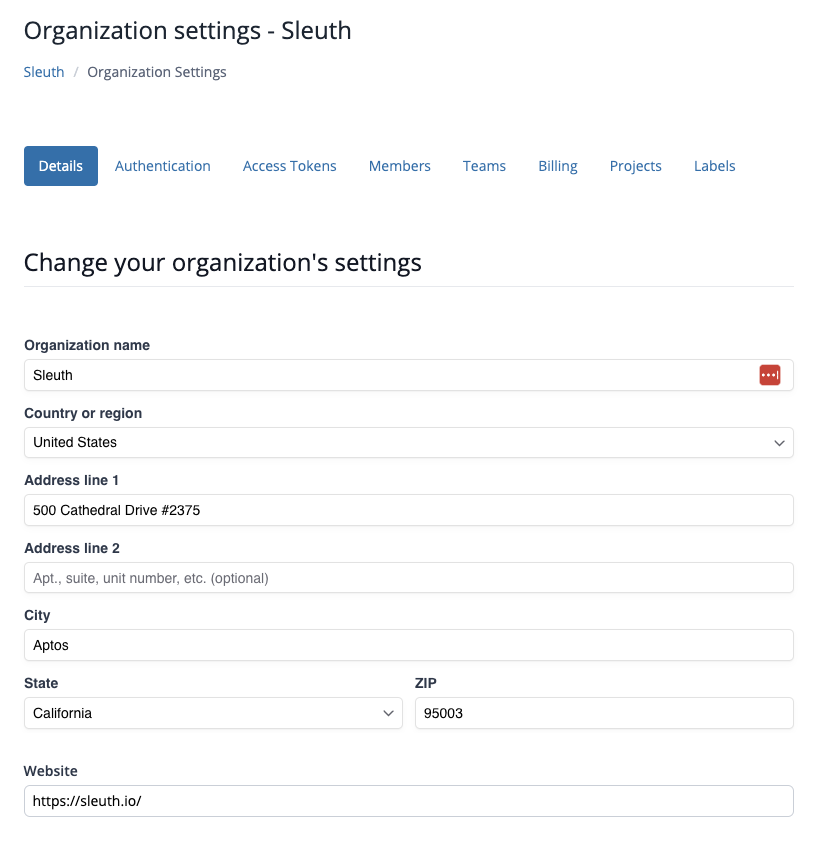 Organization settings - Sleuth
Sleuth / Organization Settings
Details Authentication Access Tokens Members Teams Billing Projects Labels
Change your organization's settings
Organization name
Sleuth
Country or region
United States
Address line 1
500 Cathedral Drive #2375
Address line 2
Apt., suite, unit number, etc. (optional)
City
Aptos
State ZIP
California 95003
Website
https://sleuth.io/